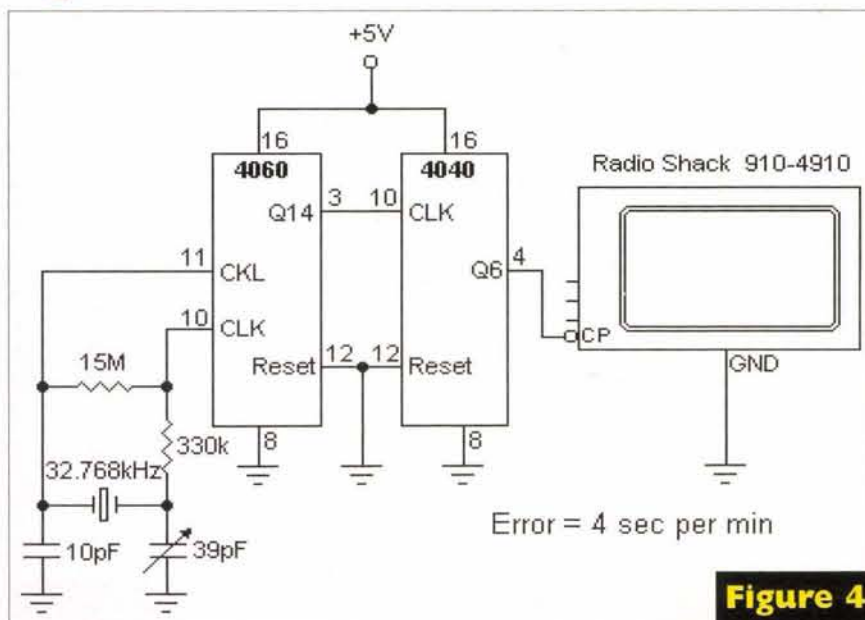 +5V
16
16
4060
4040
Radio Shack 910-4910
Q14
3
10
CLK
11
CKL
Q6
4
10
CLK
CP
15M
Reset
12
12
Reset
GND
330k
8
8
32.768kHz
Error = 4 sec per min
10pF
39pF
Figure 4